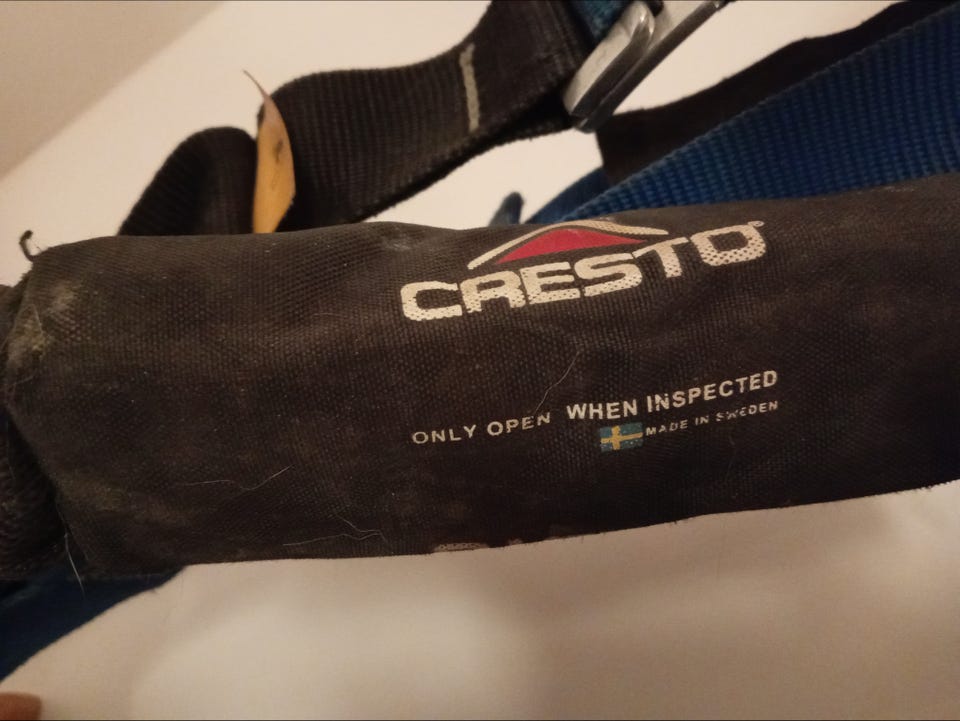 CRESTO
ONLY OPEN WHEN INSPECTED
MADE IN SWEDEN